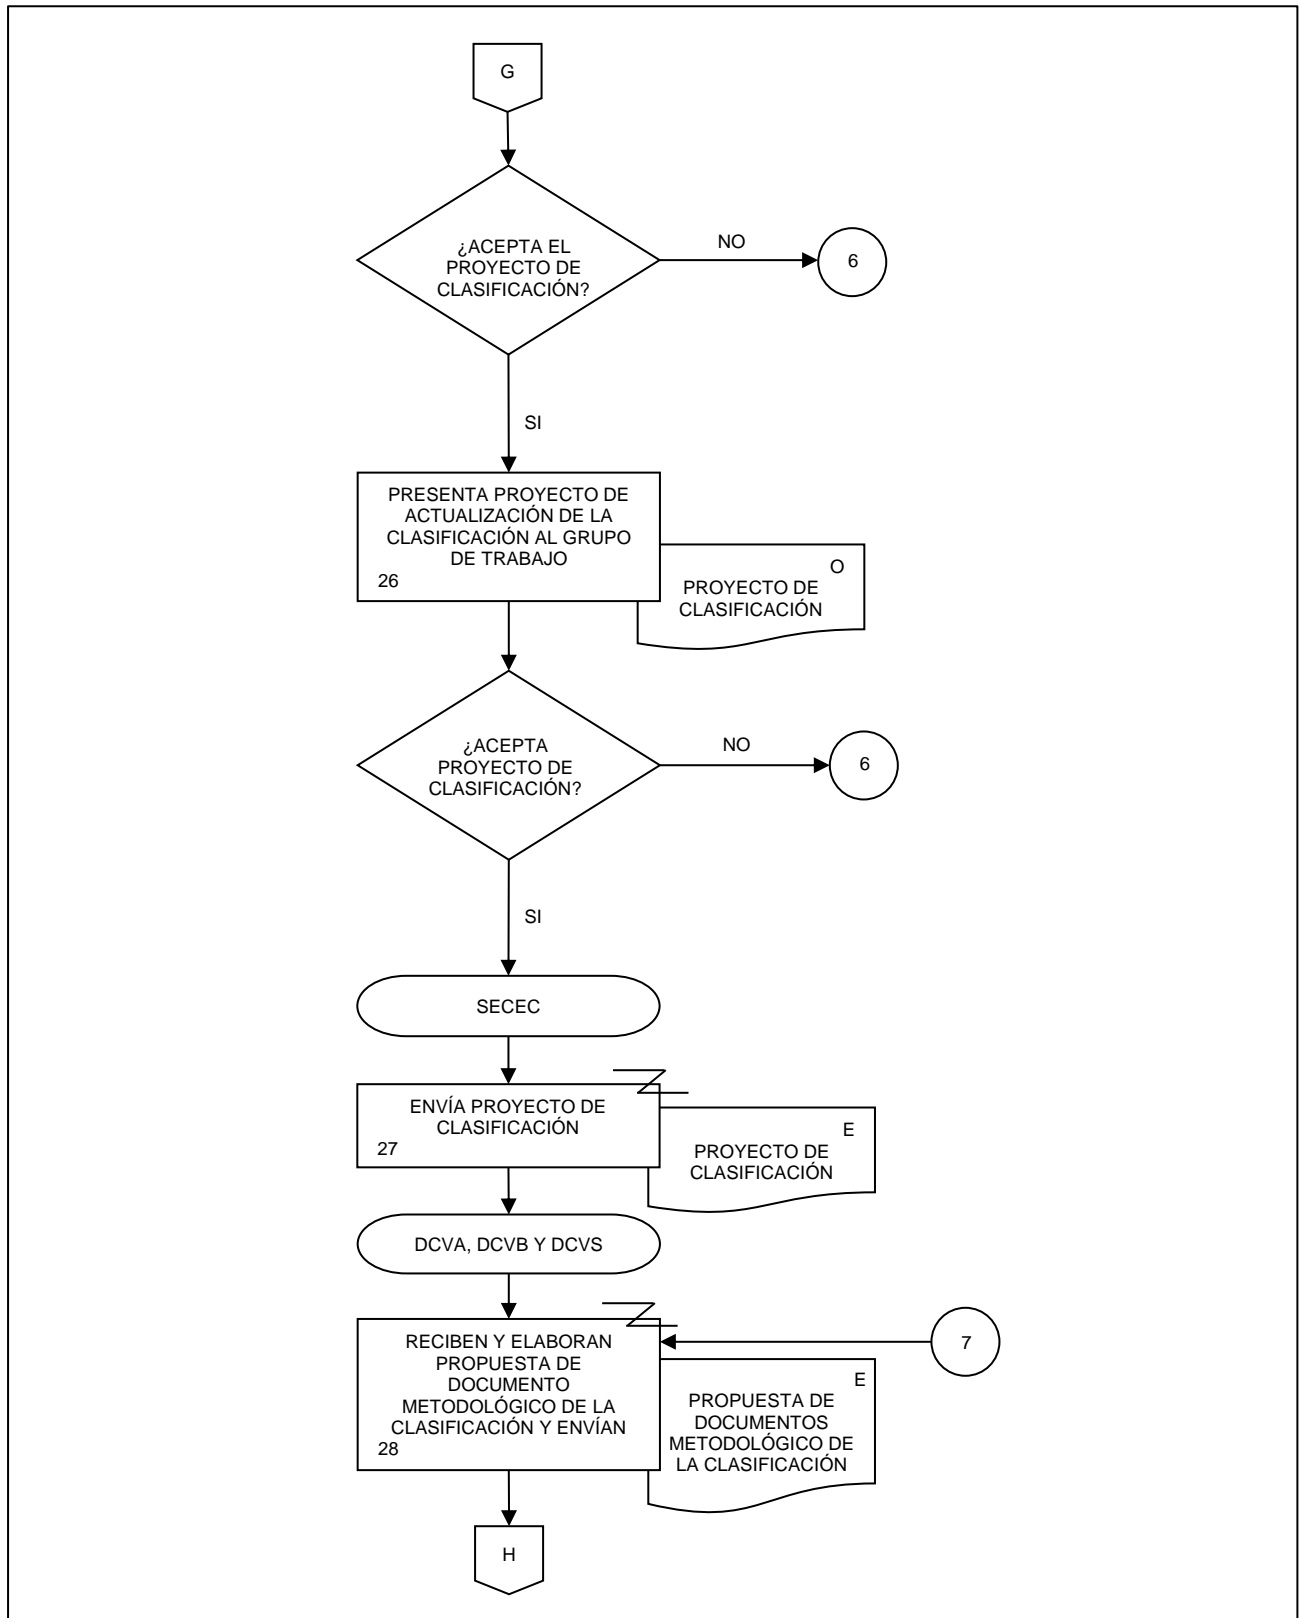 G
¿ACEPTA EL
PROYECTO DE
CLASIFICACIÓN?
NO
6
SI
PRESENTA PROYECTO DE
ACTUALIZACIÓN DE LA
CLASIFICACIÓN AL GRUPO
DE TRABAJO
26
O
PROYECTO DE
CLASIFICACIÓN
¿ACEPTA
PROYECTO DE
CLASIFICACIÓN?
NO
6
SI
SECEC
ENVÍA PROYECTO DE
CLASIFICACIÓN
27
E
PROYECTO DE
CLASIFICACIÓN
DCVA, DCVB Y DCVS
RECIBEN Y ELABORAN
PROPUESTA DE
DOCUMENTO
METODOLÓGICO DE LA
CLASIFICACIÓN Y ENVÍAN
28
7
E
PROPUESTA DE
DOCUMENTOS
METODOLÓGICO DE
LA CLASIFICACIÓN
H